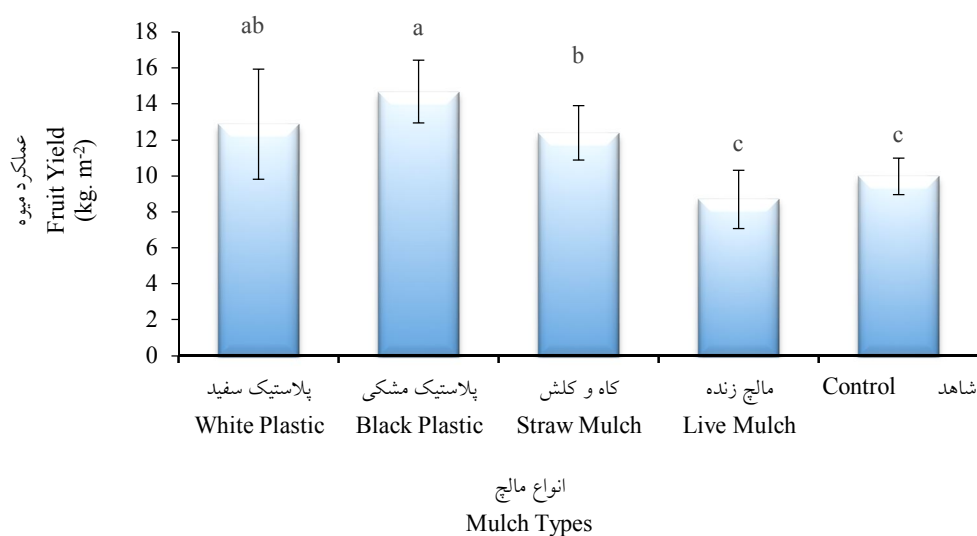 عملکرد میوه
Fruit Yield
(kg. m-2)
18
16
14
12
10
8
6
4
2
0
ab
a
b
c
c
پلاستیک سفید
White Plastic
پلاستیک مشکی
Black Plastic
کاه و کلش
Straw Mulch
مالچ زنده
Live Mulch
Control شاهد
انواع مالچ
Mulch Types